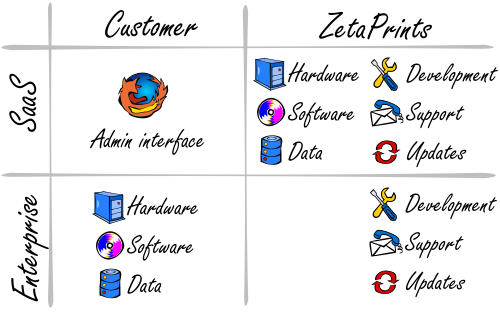 Customer ZetaPrints
SaaS
Hardware Development
Software Support
Admin interface
Data Updates
Enterprise
Hardware Development
Software Support
Data Updates